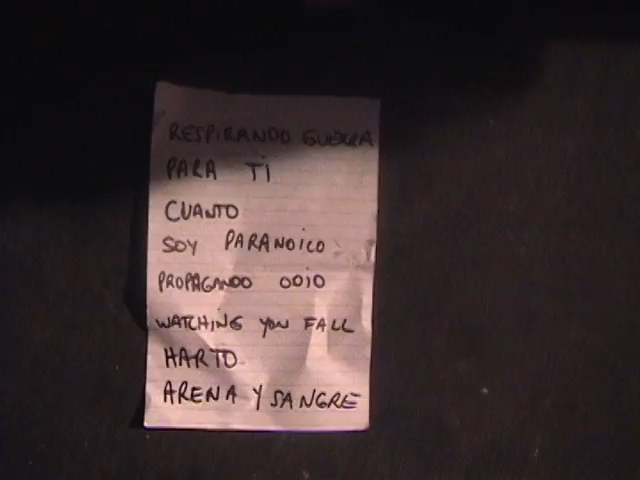 RESPIRANDO GUERRA
PARA Ti
CUANTO
SOY PARANOICO
PROPAGANDO ODIO
WATCHING YOU FALL
HARTO
ARENA Y SANGRE